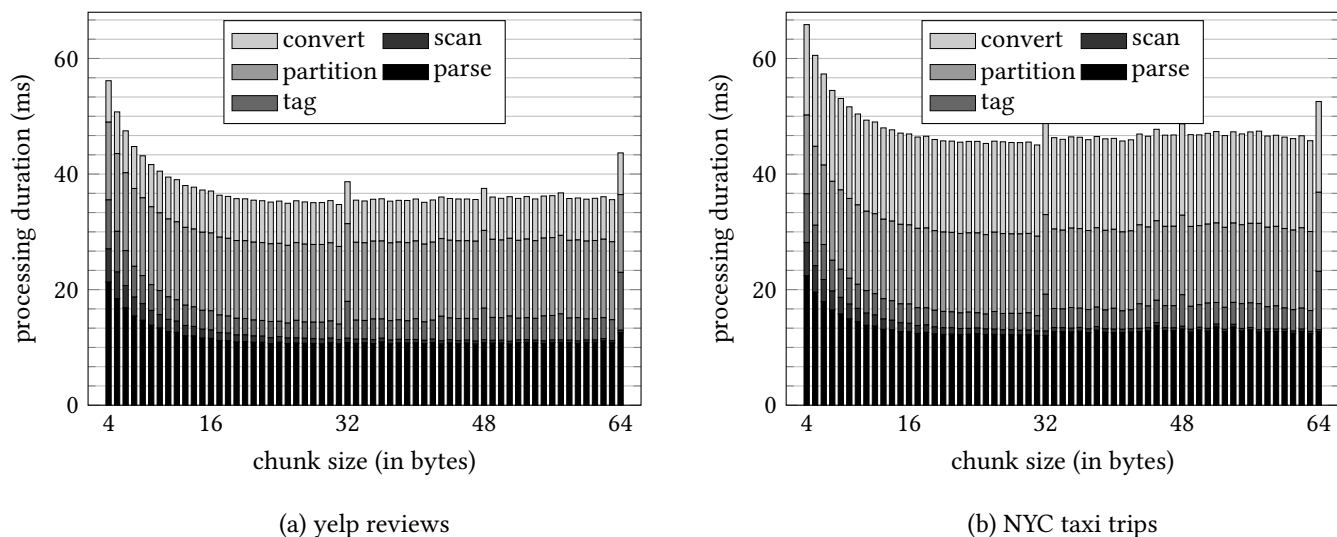 processing duration (ms)
60
40
20
0
convert
scan
partition
parse
tag
4
16
32
48
64
chunk size (in bytes)
(a) yelp reviews
processing duration (ms)
60
40
20
0
convert
scan
partition
parse
tag
4
16
32
48
64
chunk size (in bytes)
(b) NYC taxi trips